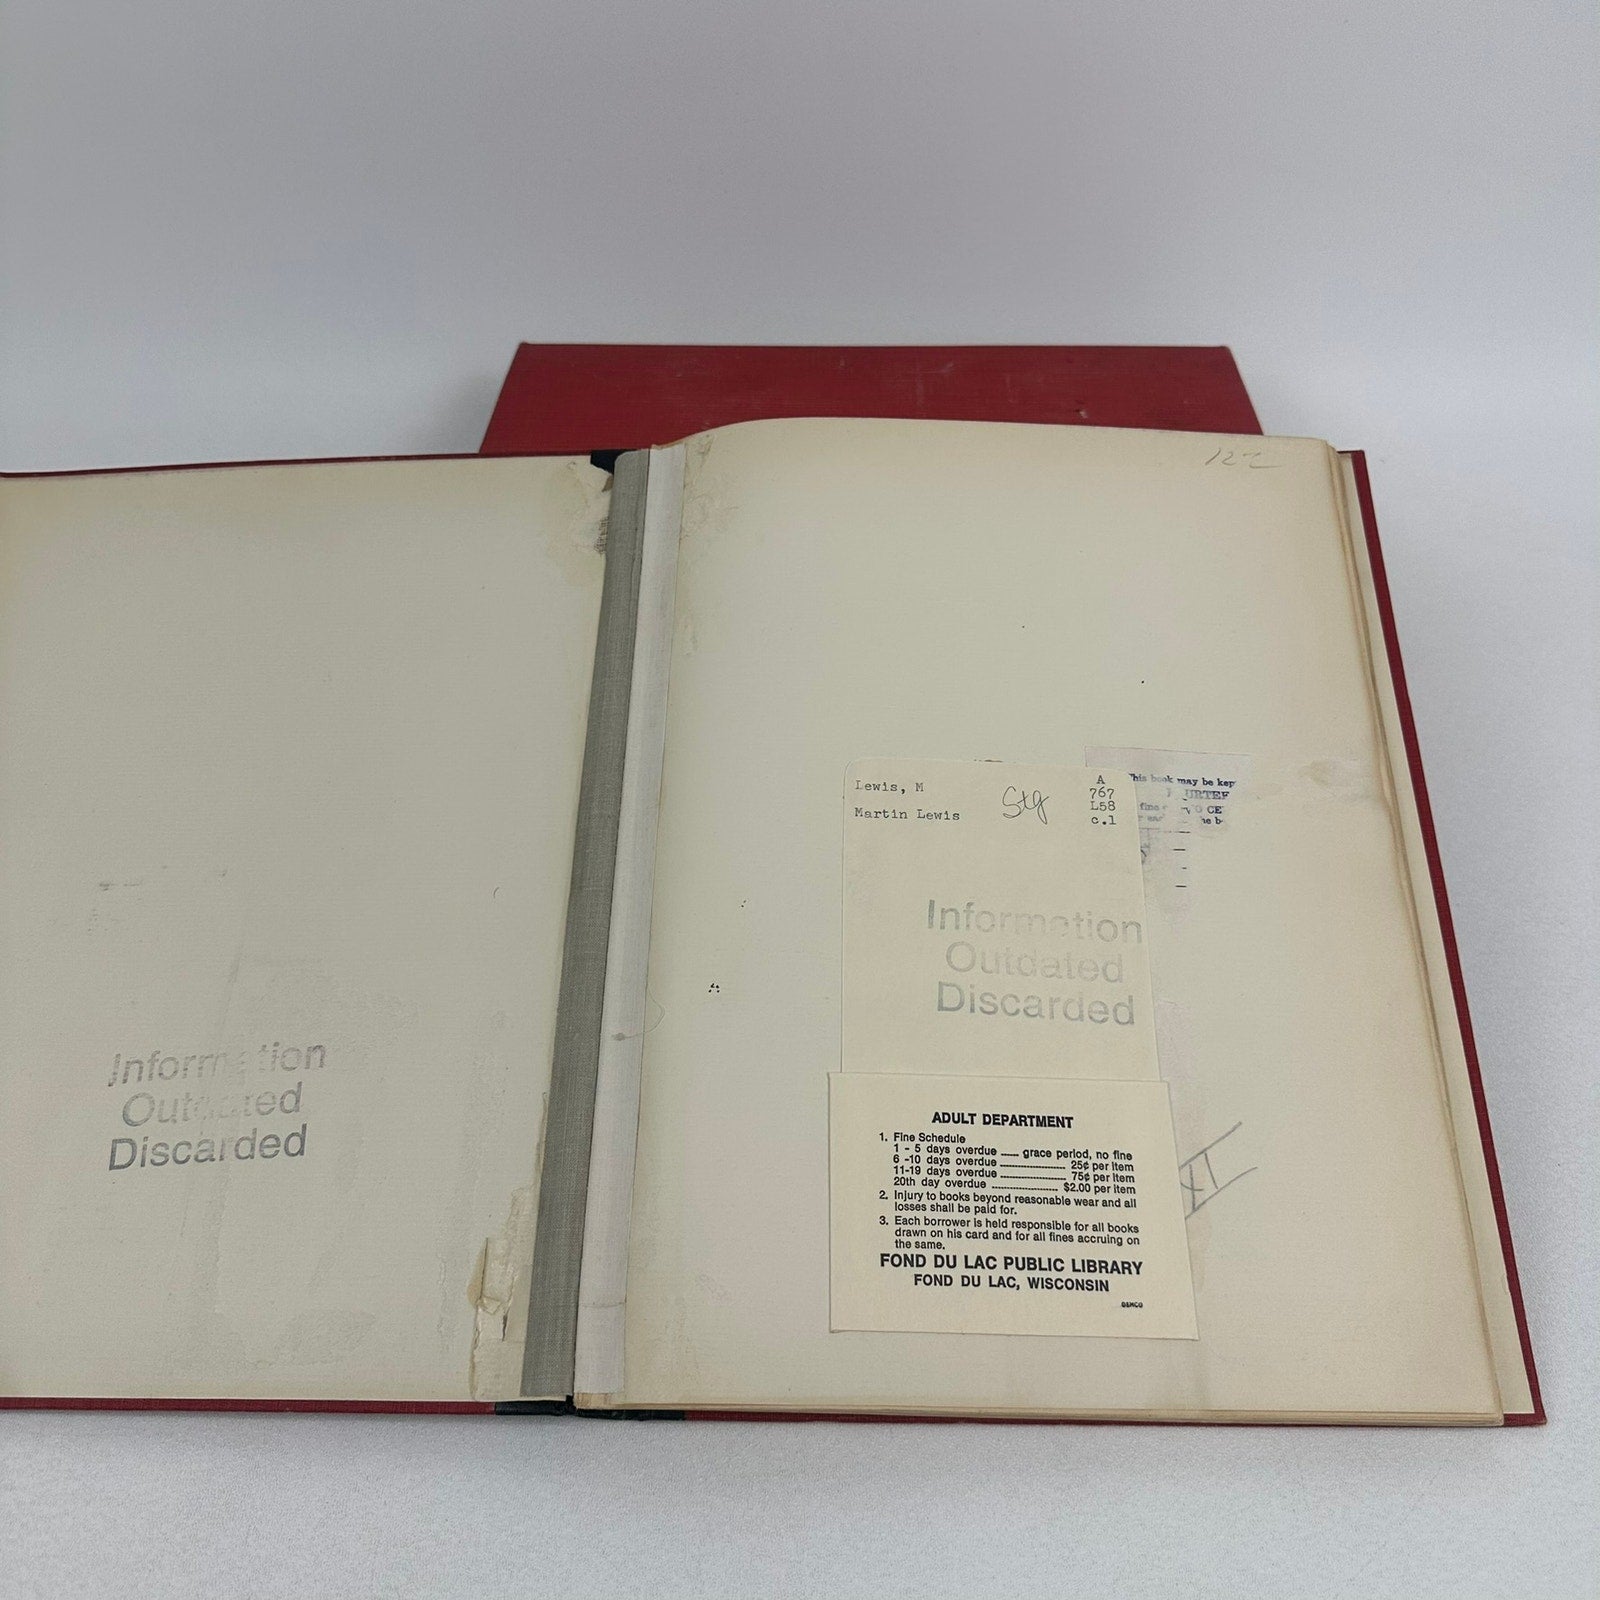 Information
Outdated
Discarded
Lewis, M
Martin Lewis
Stg
A
767
L58
c.1
This book may be kep
Information
Outdated
Discarded
ADULT DEPARTMENT
1. Fine Schedule
1 - 5 days overdue ..... grace period, no fine
6 -10 days overdue .................. 25¢ per item
11-19 days overdue .................. 75¢ per item
20th day overdue .................. $2.00 per item
2. Injury to books beyond reasonable wear and all
losses shall be paid for.
3. Each borrower is held responsible for all books
drawn on his card and for all fines accruing on
the same.
FOND DU LAC PUBLIC LIBRARY
FOND DU LAC, WISCONSIN
DEMCO
XI